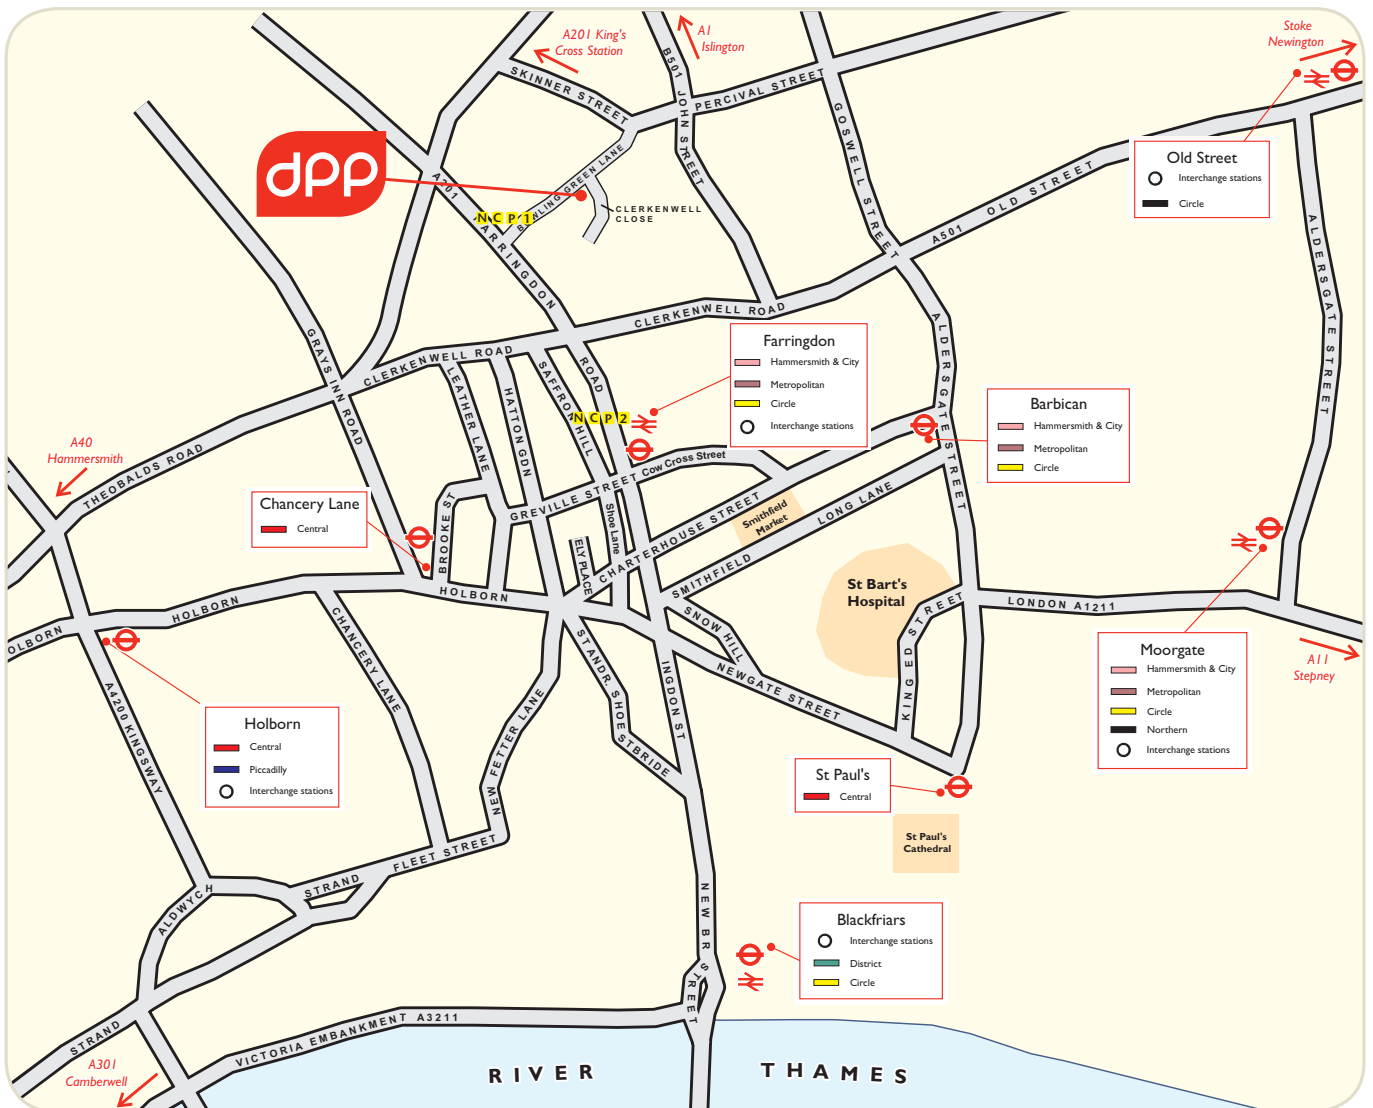 Stoke
Newington
A201 King's
Cross Station
A1
Islington
SKINNER STREET
B501 JOHN STREET
PERCIVAL STREET
GOSWELL STREET
dpp
Old Street
Interchange stations
Circle
A201
BOWLING GREEN LANE
NCP1
CLERKENWELL
CLOSE
FARRINGDON
A501
OLD STREET
ALDERSGATE STREET
CLERKENWELL ROAD
CLERKENWELL ROAD
GRAYS INN ROAD
LEATHER LANE
HATTON GDN
SAFFRON HILL
ROAD
NCP2
Farringdon
Hammersmith & City
Metropolitan
Circle
Interchange stations
ALDERSGATE STREET
Barbican
Hammersmith & City
Metropolitan
Circle
A40
Hammersmith
THEOBALDS ROAD
Chancery Lane
Central
BROOKE ST
GREVILLE STREET
Cow Cross Street
Shoe Lane
ELY PLACE
CHARTERHOUSE STREET
Smithfield
Market
SMITHFIELD
LONG LANE
St Bart's
Hospital
HOLBORN
HOLBORN
OLBORN
CHANCERY LANE
STANDR. SHOE
STBRIDE
SNOW HILL
NEWGATE STREET
INGDON ST
KINGED STREET
LONDON A1211
A11
Stepney
Moorgate
Hammersmith & City
Metropolitan
Circle
Northern
Interchange stations
A4200 KINGSWAY
Holborn
Central
Piccadilly
Interchange stations
NEW FETTER LANE
St Paul's
Central
St Paul's
Cathedral
FLEET STREET
STRAND
ALDWYCH
NEW BR STREET
Blackfriars
Interchange stations
District
Circle
STRAND
VICTORIA EMBANKMENT A3211
A301
Camberwell
RIVER THAMES